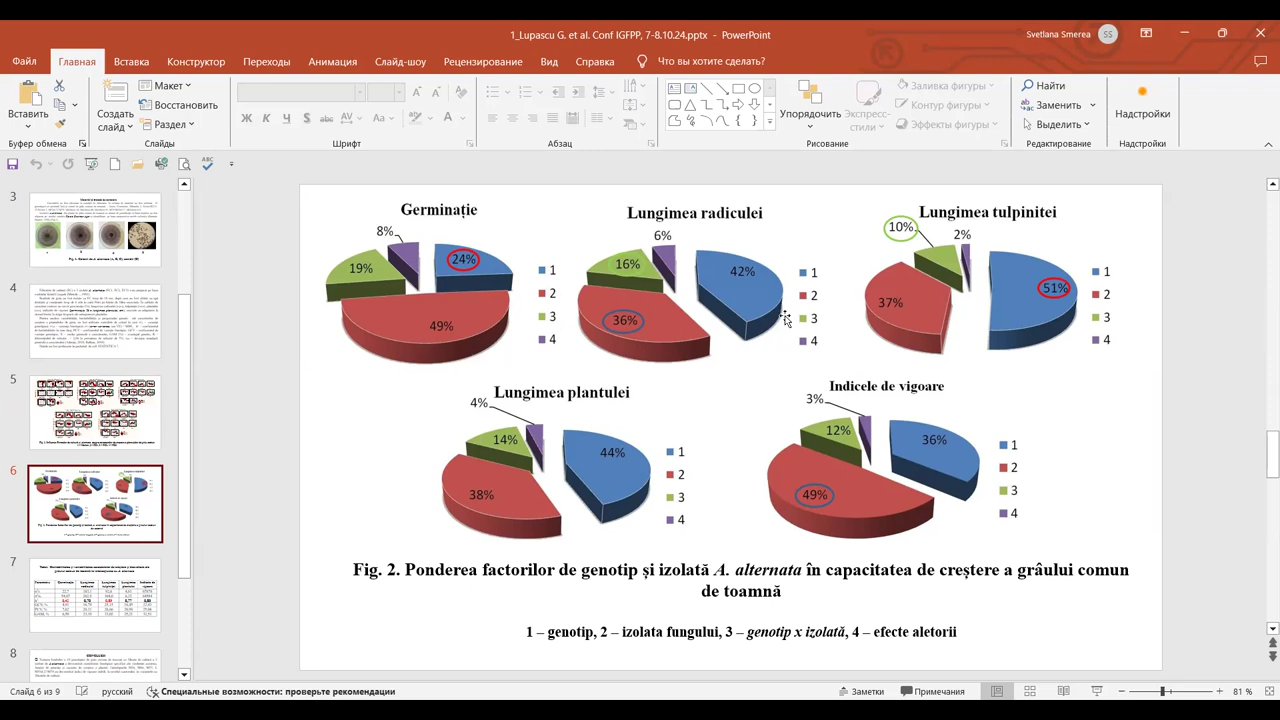 1_Lupascu G. et al. Conf IGFPP, 7-8.10.24.pptx - PowerPoint
Svetlana Smerea SS
Файл Главная Вставка Конструктор Переходы Анимация Слайд-шоу Рецензирование Вид Справка Что вы хотите сделать?
Вставить
Буфер обмена
Создать слайд
Макет
Восстановить
Раздел
Слайды
Ж К Ч S abc AV Aa
Шрифт
Абзац
Упорядочить
Экспресс-стили
Заливка фигуры
Контур фигуры
Эффекты фигуры
Рисование
Найти
Заменить
Выделить
Редактирование
Надстройки
Надстройки
3
4
5
6
7
8
Germinație
8%
24%
19%
49%
1
2
3
4
Lungimea radiculei
6%
16%
42%
36%
1
2
3
4
Lungimea tulpinitei
10%
2%
51%
37%
1
2
3
4
Lungimea plantulei
4%
14%
44%
38%
1
2
3
4
Indicele de vigoare
3%
12%
36%
49%
1
2
3
4
Fig. 2. Ponderea factorilor de genotip și izolată A. alternata în capacitatea de creștere a grâului comun
de toamnă
1 – genotip, 2 – izolata fungului, 3 – genotip x izolată, 4 – efecte aletorii
Слайд 6 из 9 русский Специальные возможности: проверьте рекомендации Заметки Примечания 81 %